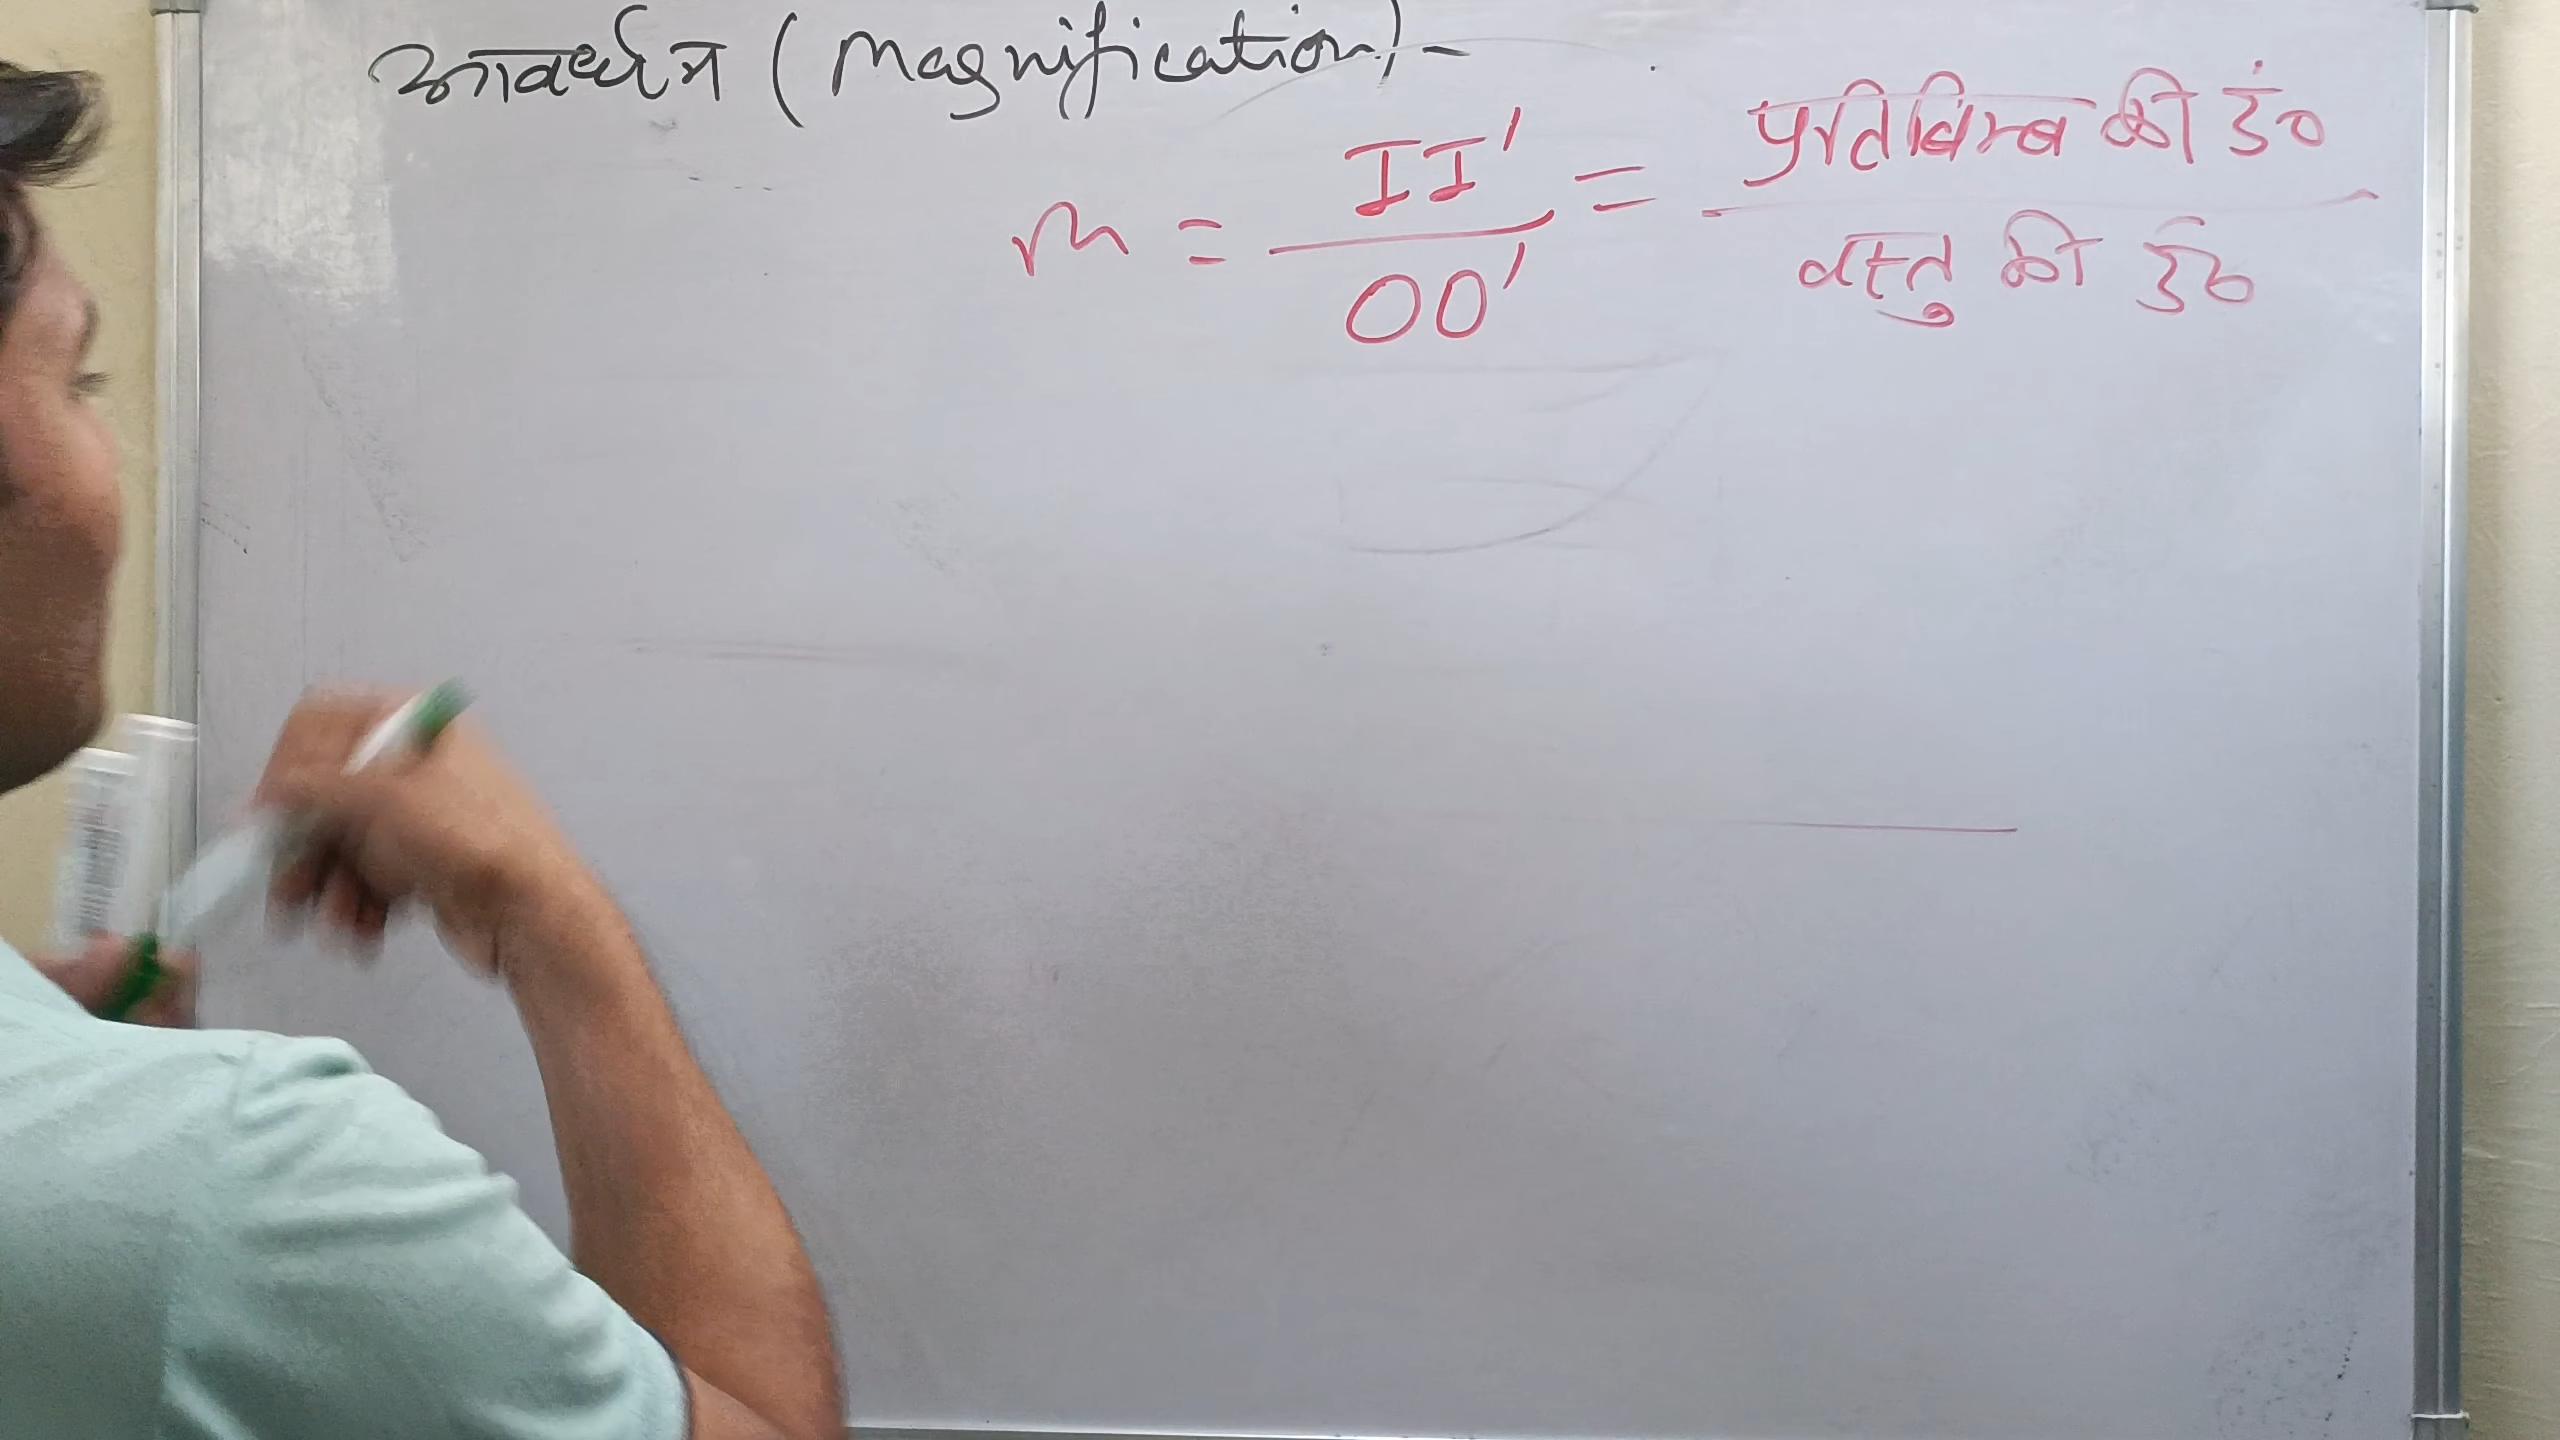 आवर्धन (Magnification) -
m = II' / OO' = प्रतिबिम्ब की ऊं० / वस्तु की ऊं०